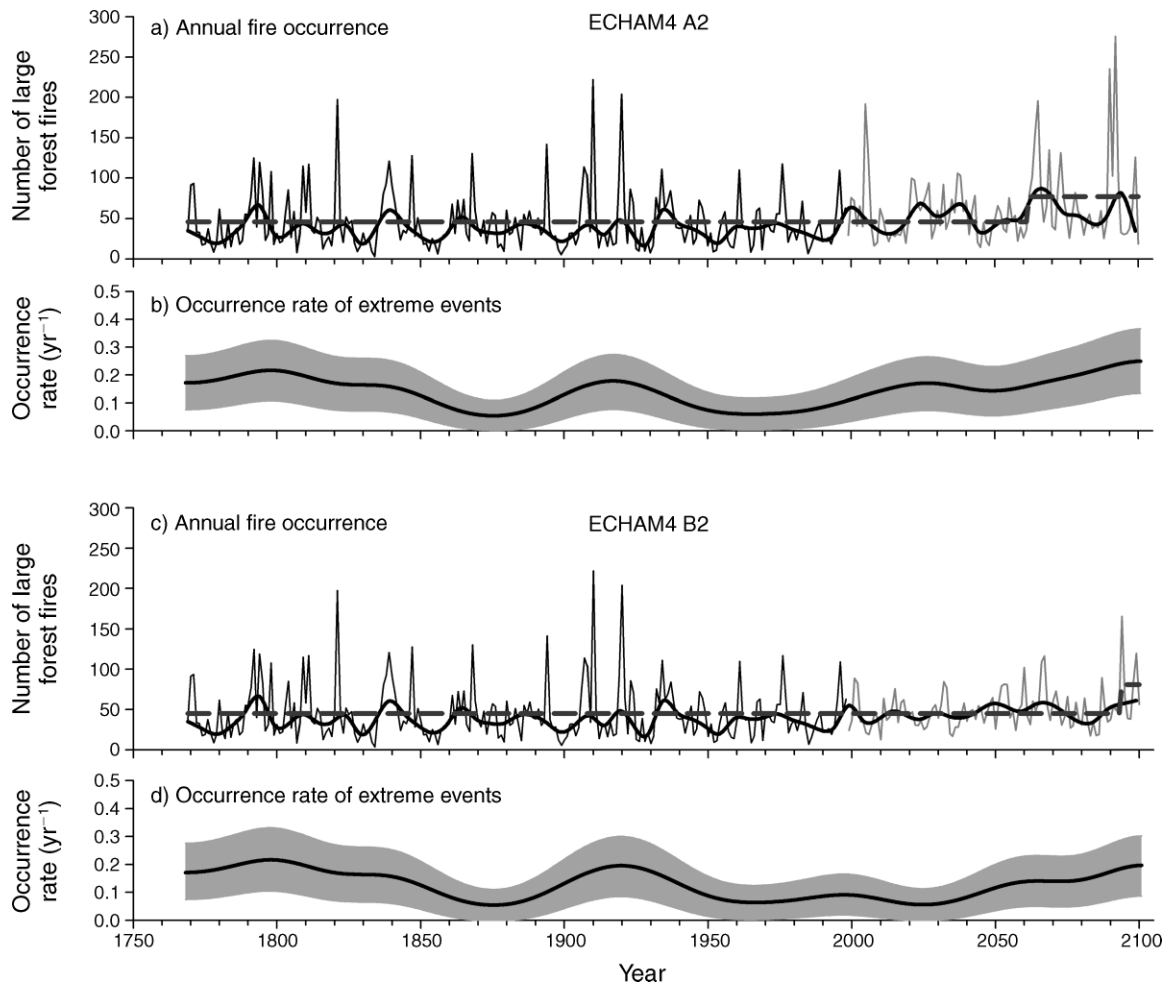 a) Annual fire occurrence
ECHAM4 A2
Number of large
forest fires
300
250
200
150
100
50
0
b) Occurrence rate of extreme events
Occurrence
rate (yr⁻¹)
0.5
0.4
0.3
0.2
0.1
0.0
c) Annual fire occurrence
ECHAM4 B2
Number of large
forest fires
300
250
200
150
100
50
0
d) Occurrence rate of extreme events
Occurrence
rate (yr⁻¹)
0.5
0.4
0.3
0.2
0.1
0.0
1750 1800 1850 1900 1950 2000 2050 2100
Year